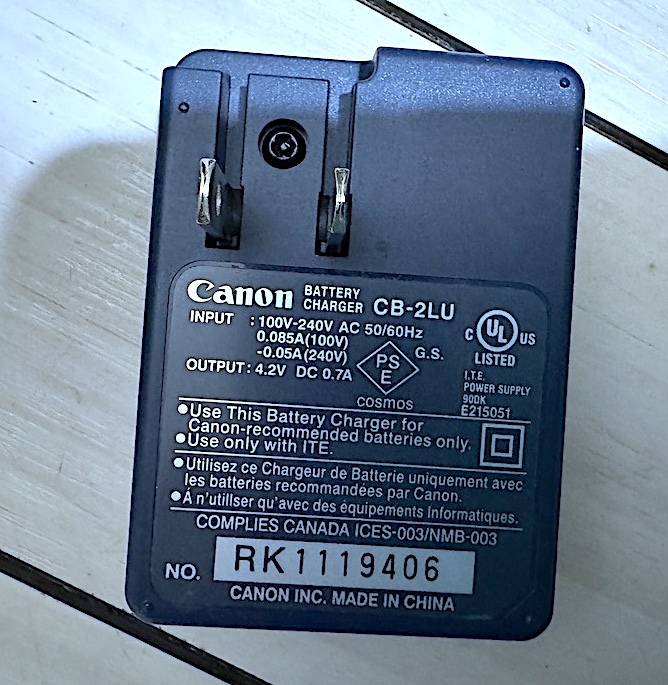 Canon BATTERY CHARGER CB-2LU
INPUT : 100V-240V AC 50/60Hz
0.085A(100V)
-0.05A(240V)
OUTPUT: 4.2V DC 0.7A
PS
E
G.S.
cosmos
C UL US
LISTED
I.T.E.
POWER SUPPLY
90DK
E215051
●Use This Battery Charger for
Canon-recommended batteries only.
●Use only with ITE.
●Utilisez ce Chargeur de Batterie uniquement avec
les batteries recommandées par Canon.
●Á n'utiliser qu'avec des équipements Informatiques.
COMPLIES CANADA ICES-003/NMB-003
NO. RK1119406
CANON INC. MADE IN CHINA